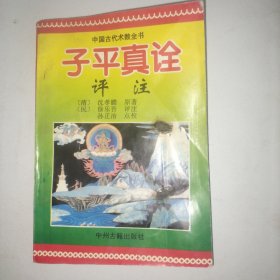 中国古代术数全书
子平真诠
评 注
〔清〕沈孝瞻 原著
〔民〕徐乐吾 评注
孙正治 点校
中州古籍出版社